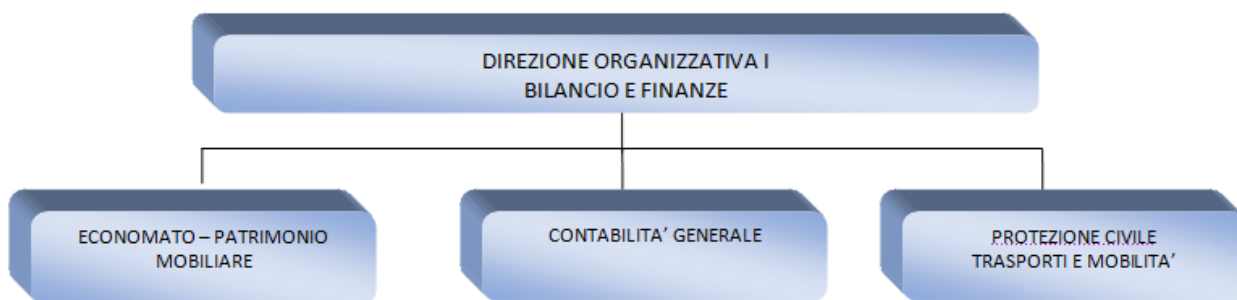 DIREZIONE ORGANIZZATIVA I
BILANCIO E FINANZE
ECONOMATO – PATRIMONIO
MOBILIARE
CONTABILITA’ GENERALE
PROTEZIONE CIVILE
TRASPORTI E MOBILITA’